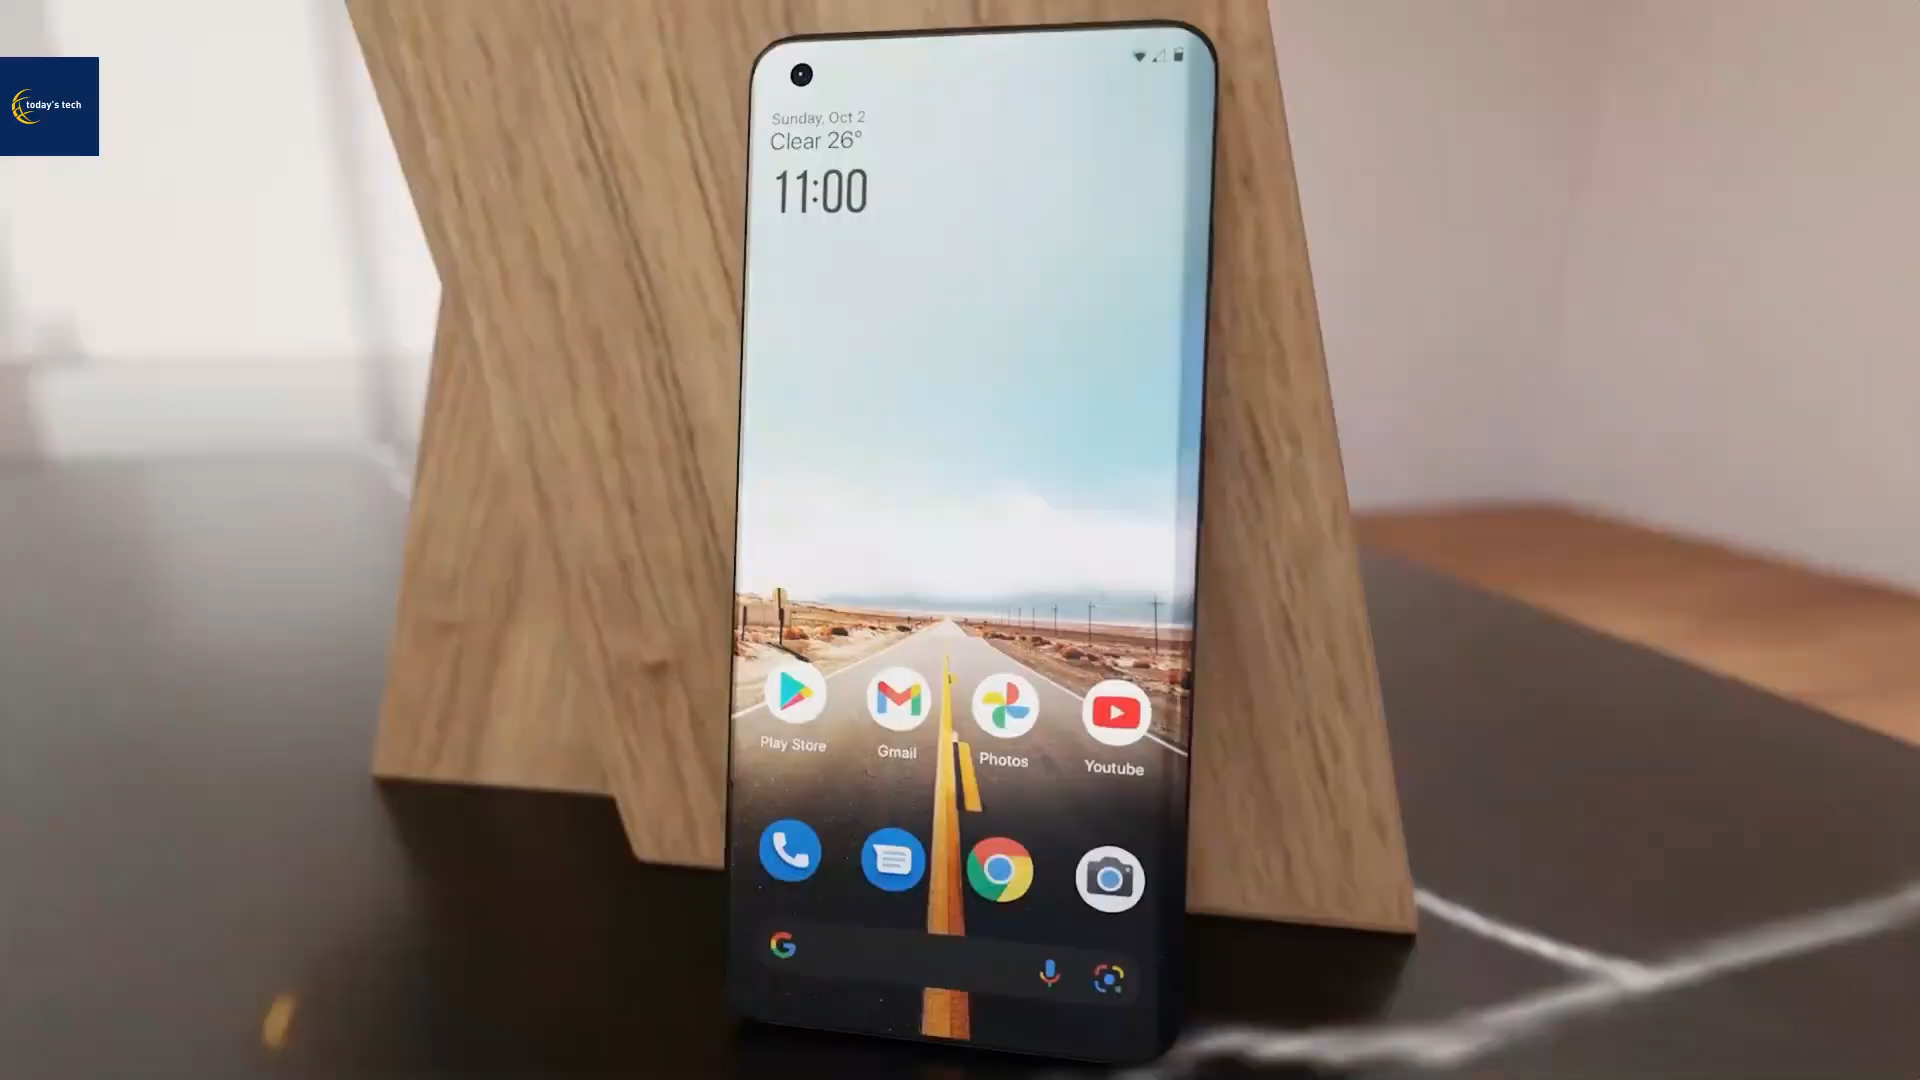 today's tech
Sunday, Oct 2
Clear 26°
11:00
Play Store
Gmail
Photos
Youtube